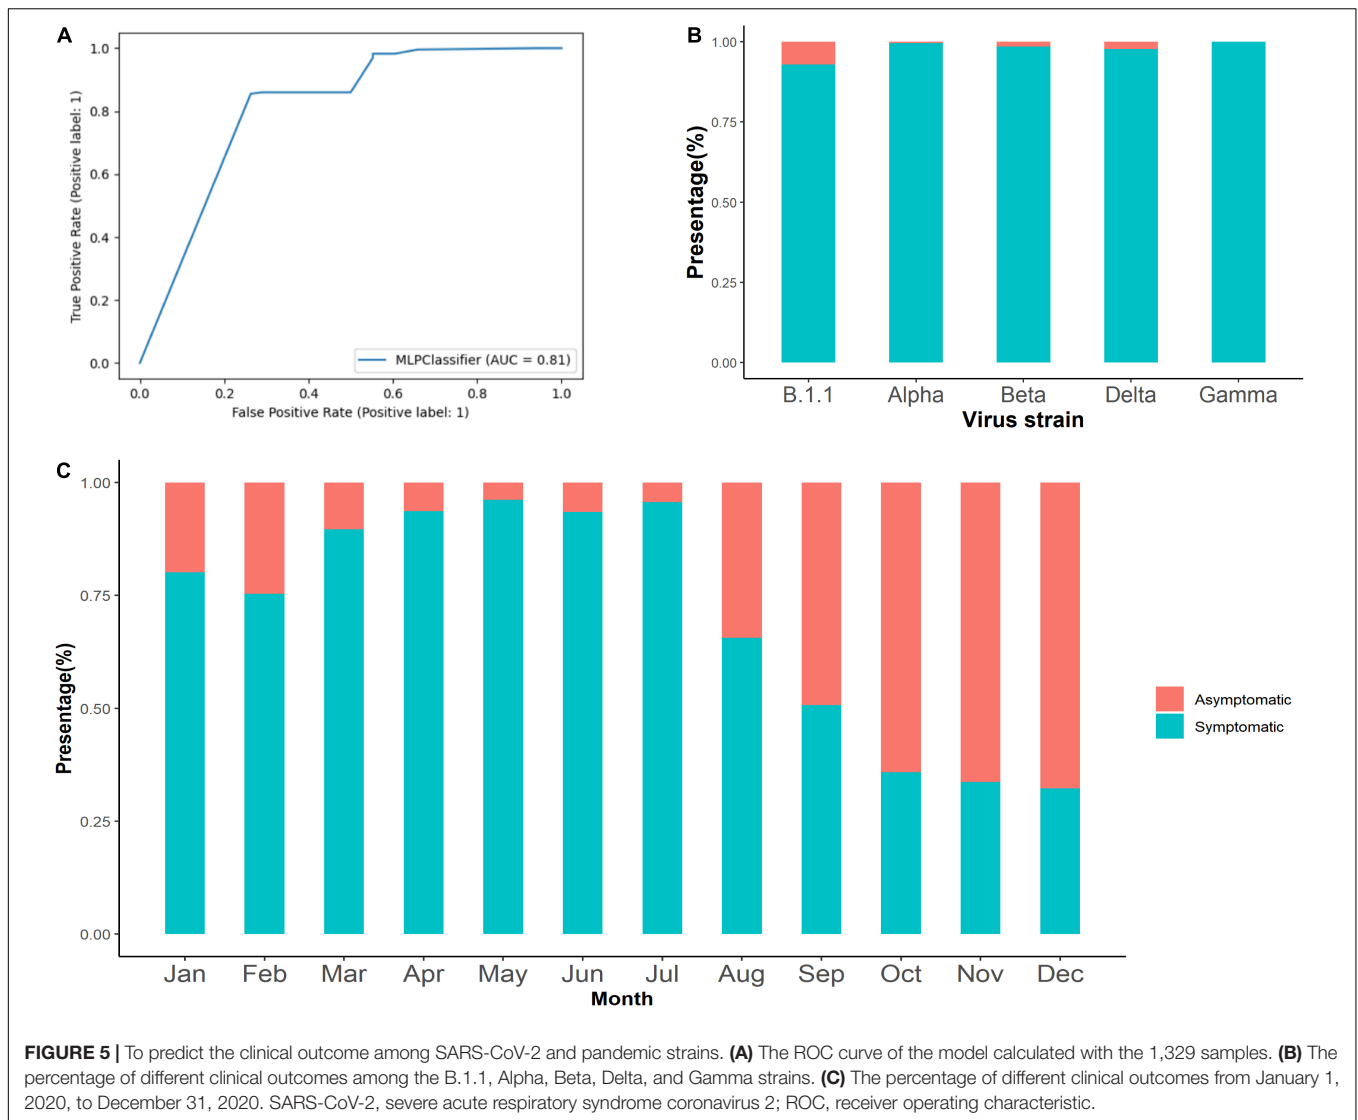 A
1.0
0.8
0.6
0.4
0.2
0.0
True Positive Rate (Positive label: 1)
MLPClassifier (AUC = 0.81)
0.0 0.2 0.4 0.6 0.8 1.0
False Positive Rate (Positive label: 1)
B
1.00
0.75
0.50
0.25
0.00
Presentage(%)
B.1.1 Alpha Beta Delta Gamma
Virus strain
C
1.00
0.75
0.50
0.25
0.00
Presentage(%)
Jan Feb Mar Apr May Jun Jul Aug Sep Oct Nov Dec
Month
Asymptomatic
Symptomatic
FIGURE 5 | To predict the clinical outcome among SARS-CoV-2 and pandemic strains. (A) The ROC curve of the model calculated with the 1,329 samples. (B) The
percentage of different clinical outcomes among the B.1.1, Alpha, Beta, Delta, and Gamma strains. (C) The percentage of different clinical outcomes from January 1,
2020, to December 31, 2020. SARS-CoV-2, severe acute respiratory syndrome coronavirus 2; ROC, receiver operating characteristic.